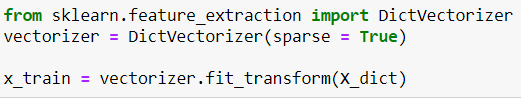 from sklearn.feature_extraction import DictVectorizer
vectorizer = DictVectorizer(sparse = True)
x_train = vectorizer.fit_transform(X_dict)